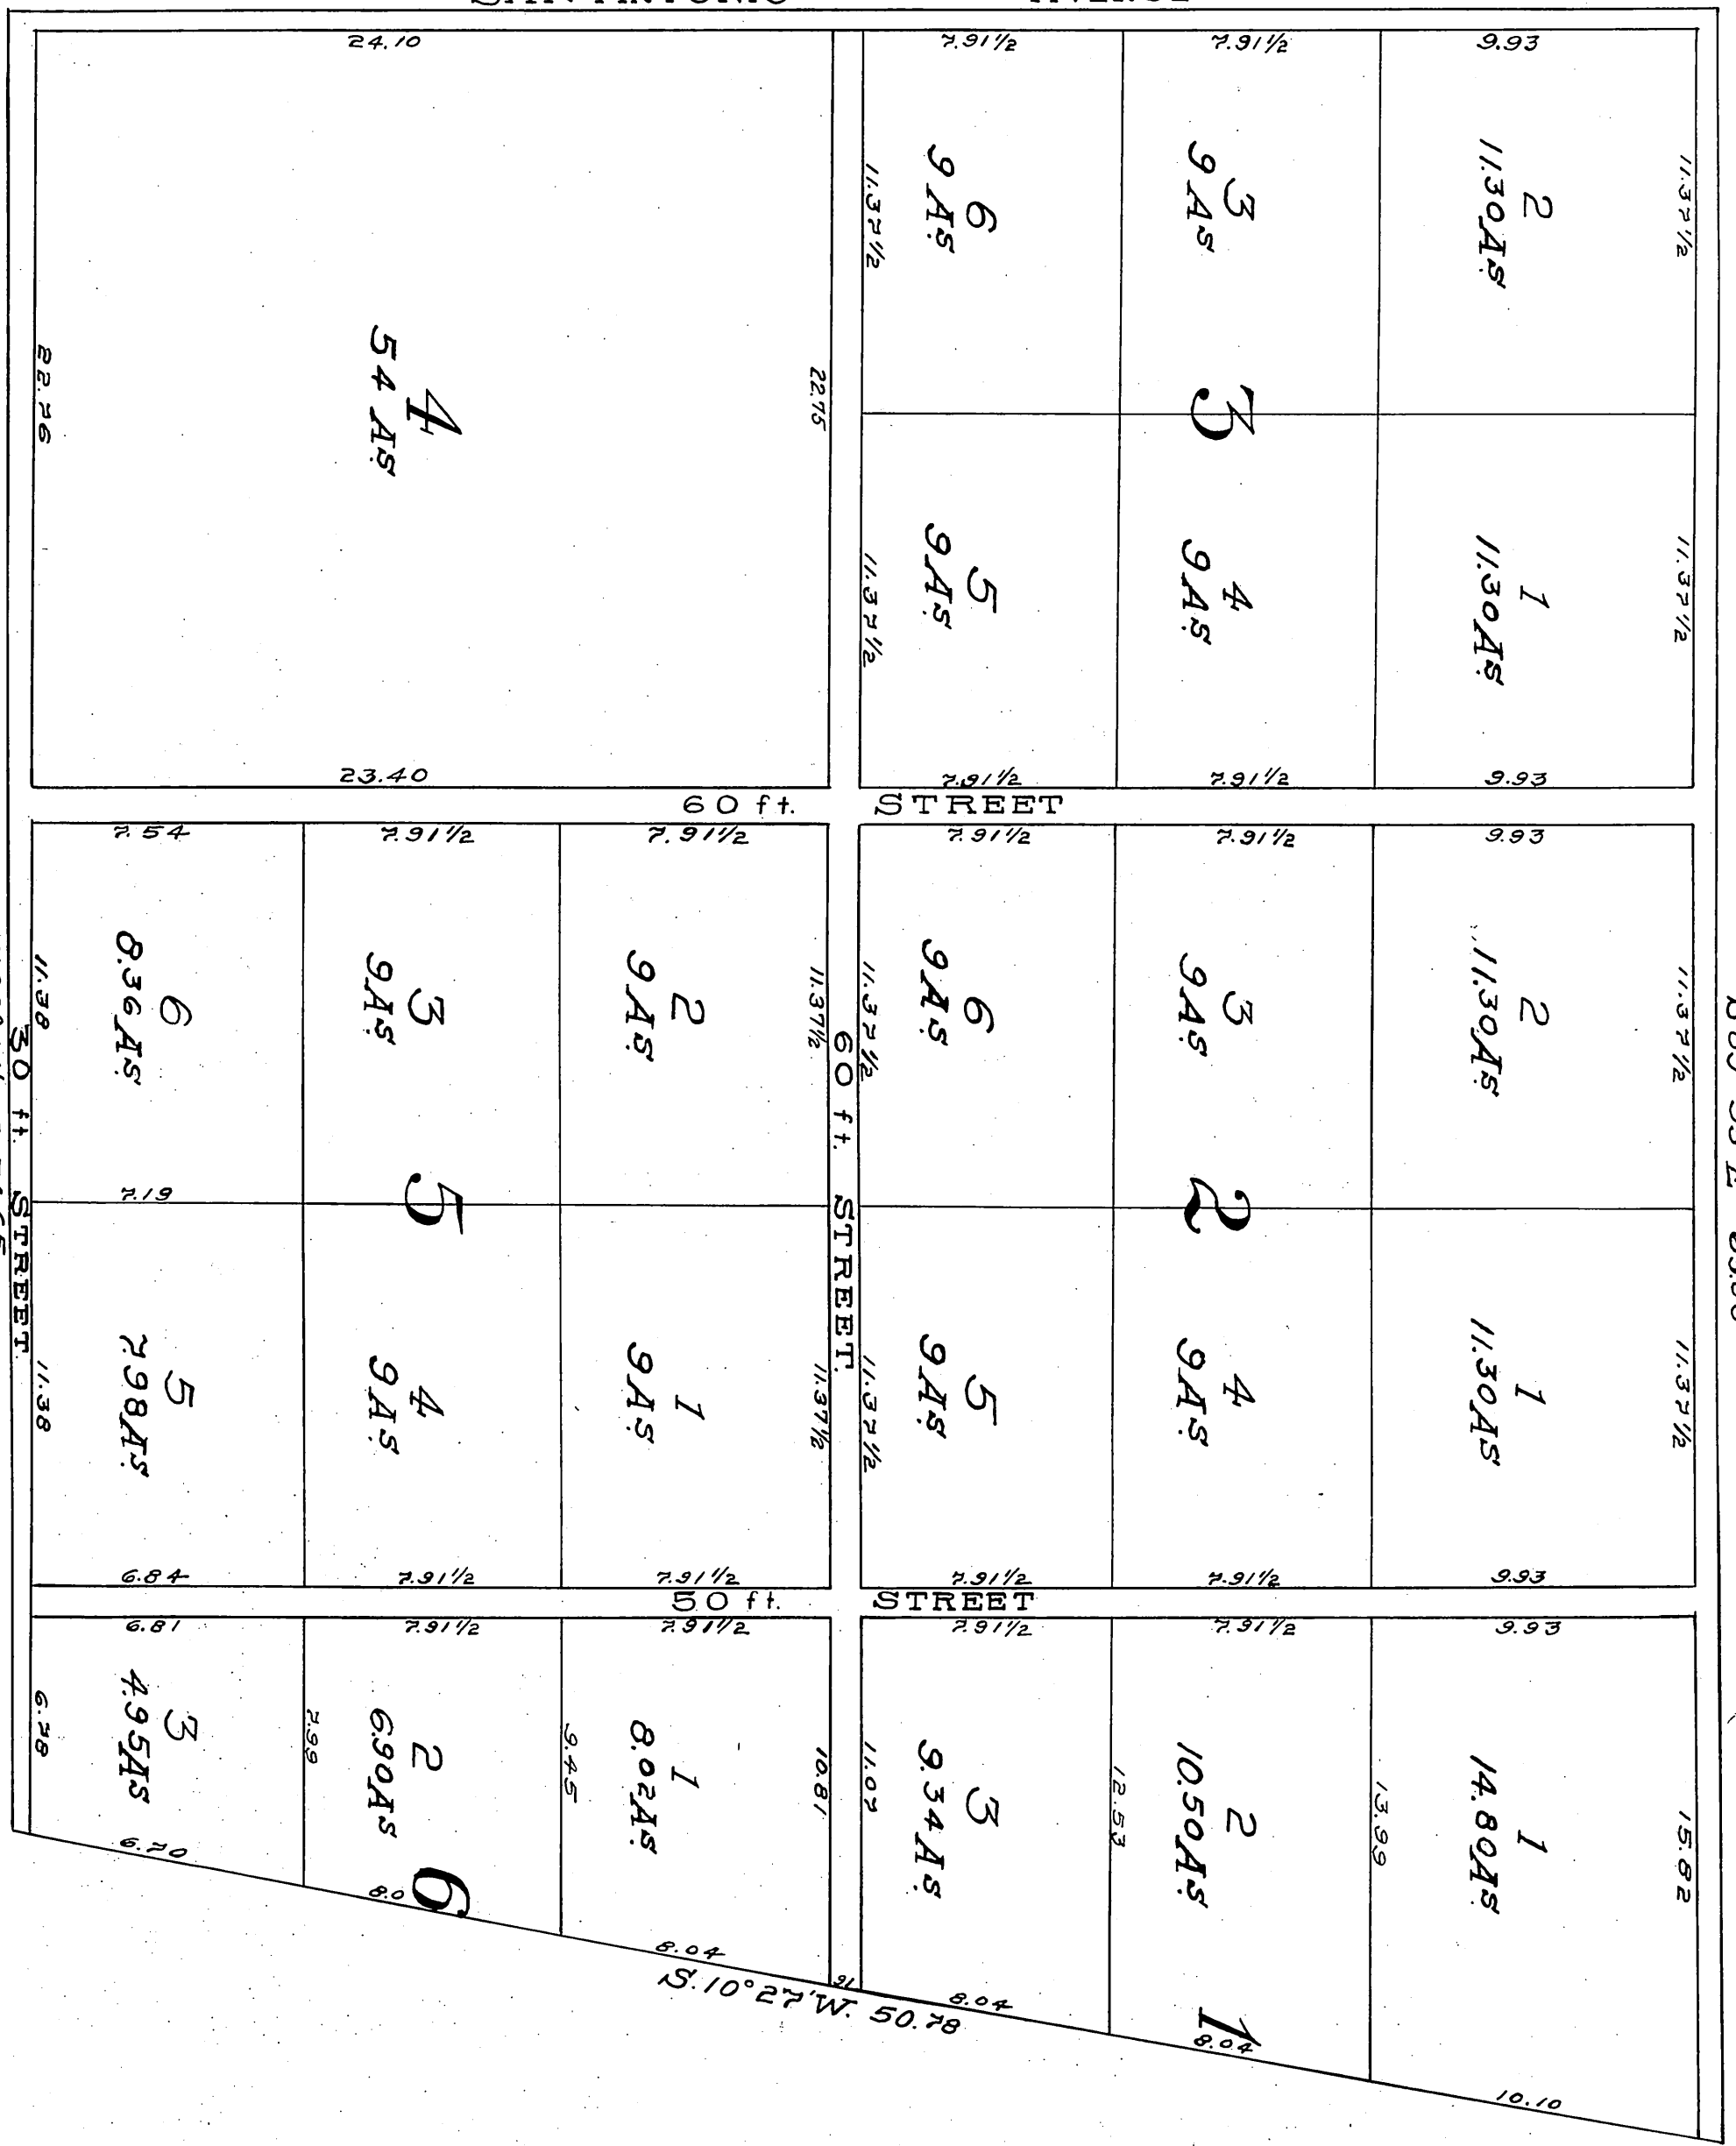 24.10
7.91½
7.91½
9.93
11.37½
6
9 As
3
9 As
2
11.30 As
11.37½
22.26
4
54 As
22.75
3
11.37½
5
9 As
4
9 As
1
11.30 As
11.37½
23.40
7.91½
7.91½
9.93
60 ft. STREET
7.54
7.91½
7.91½
7.91½
7.91½
9.93
11.38
6
8.36 As
3
9 As
2
9 As
11.37½
11.37½
6
9 As
3
9 As
2
11.30 As
11.37½
30 ft. STREET.
7.19
5
60 ft. STREET.
2
11.38
5
7.98 As
4
9 As
1
9 As
11.37½
11.37½
5
9 As
4
9 As
1
11.30 As
11.37½
6.84
7.91½
7.91½
7.91½
7.91½
9.93
50 ft. STREET
6.81
7.91½
7.91½
7.91½
7.91½
9.93
6.78
3
4.95 As
7.99
2
6.90 As
9.45
1
8.02 As
10.81
11.07
3
9.34 As
12.53
2
10.50 As
13.99
1
14.80 As
15.82
6.70
8.0
6
8.04
8.04
1
8.04
10.10
S. 10° 27' W. 50.78